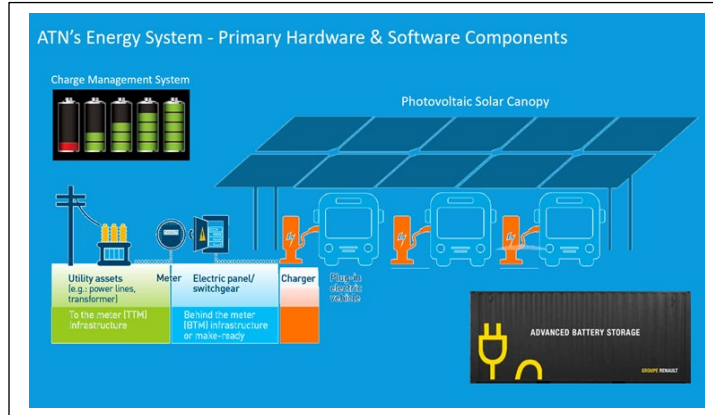 ATN's Energy System - Primary Hardware & Software Components
Charge Management System
Photovoltaic Solar Canopy
Utility assets
(e.g.: power lines,
transformer)
Meter
Electric panel/
switchgear
Charger
Plug-in
electric
vehicle
To the meter (TTM)
Infrastructure
Behind the meter
(BTM) infrastructure
or make-ready
ADVANCED BATTERY STORAGE
GROUPE RENAULT